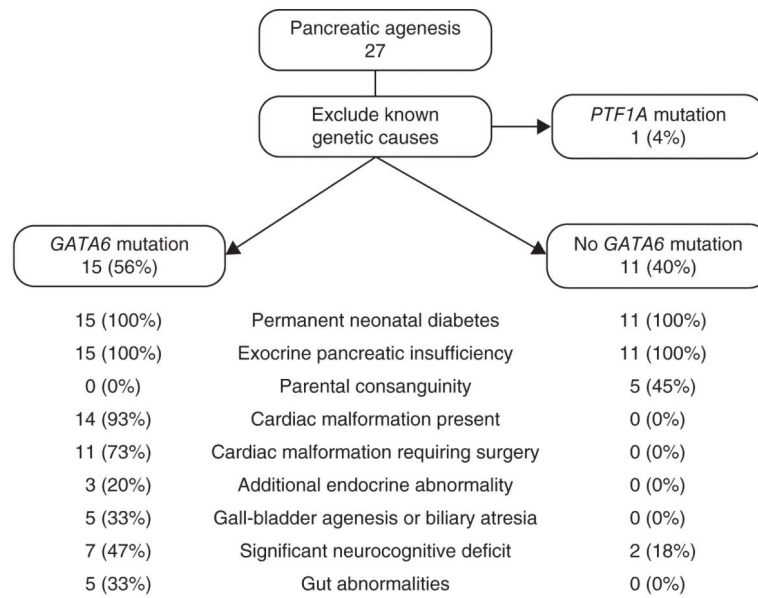 Pancreatic agenesis
27
Exclude known
genetic causes
PTF1A mutation
1 (4%)
GATA6 mutation
15 (56%)
No GATA6 mutation
11 (40%)
15 (100%) Permanent neonatal diabetes 11 (100%)
15 (100%) Exocrine pancreatic insufficiency 11 (100%)
0 (0%) Parental consanguinity 5 (45%)
14 (93%) Cardiac malformation present 0 (0%)
11 (73%) Cardiac malformation requiring surgery 0 (0%)
3 (20%) Additional endocrine abnormality 0 (0%)
5 (33%) Gall-bladder agenesis or biliary atresia 0 (0%)
7 (47%) Significant neurocognitive deficit 2 (18%)
5 (33%) Gut abnormalities 0 (0%)